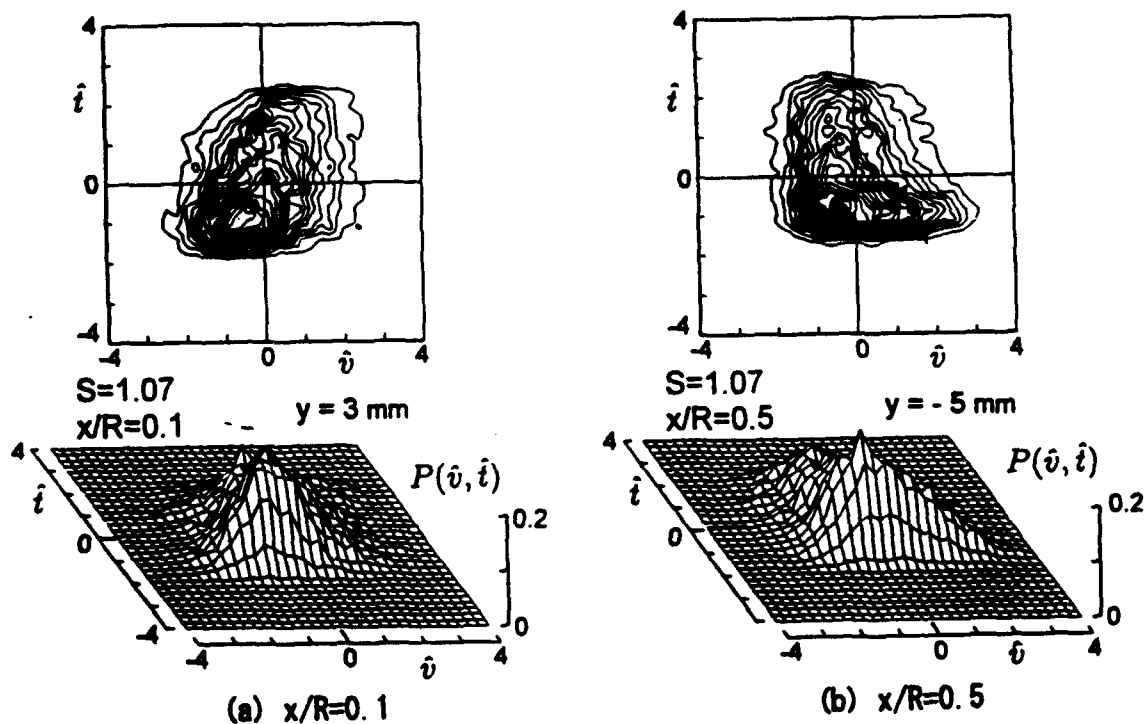 4
t̂
0
-4
-4 0 v̂ 4
S=1.07
x/R=0.1
y = 3 mm
4
t̂
0
-4
P(v̂, t̂)
0.2
0
-4 0 v̂ 4
(a) x/R=0.1
4
t̂
0
-4
-4 0 v̂ 4
S=1.07
x/R=0.5
y = - 5 mm
4
t̂
0
-4
P(v̂, t̂)
0.2
0
-4 0 v̂ 4
(b) x/R=0.5